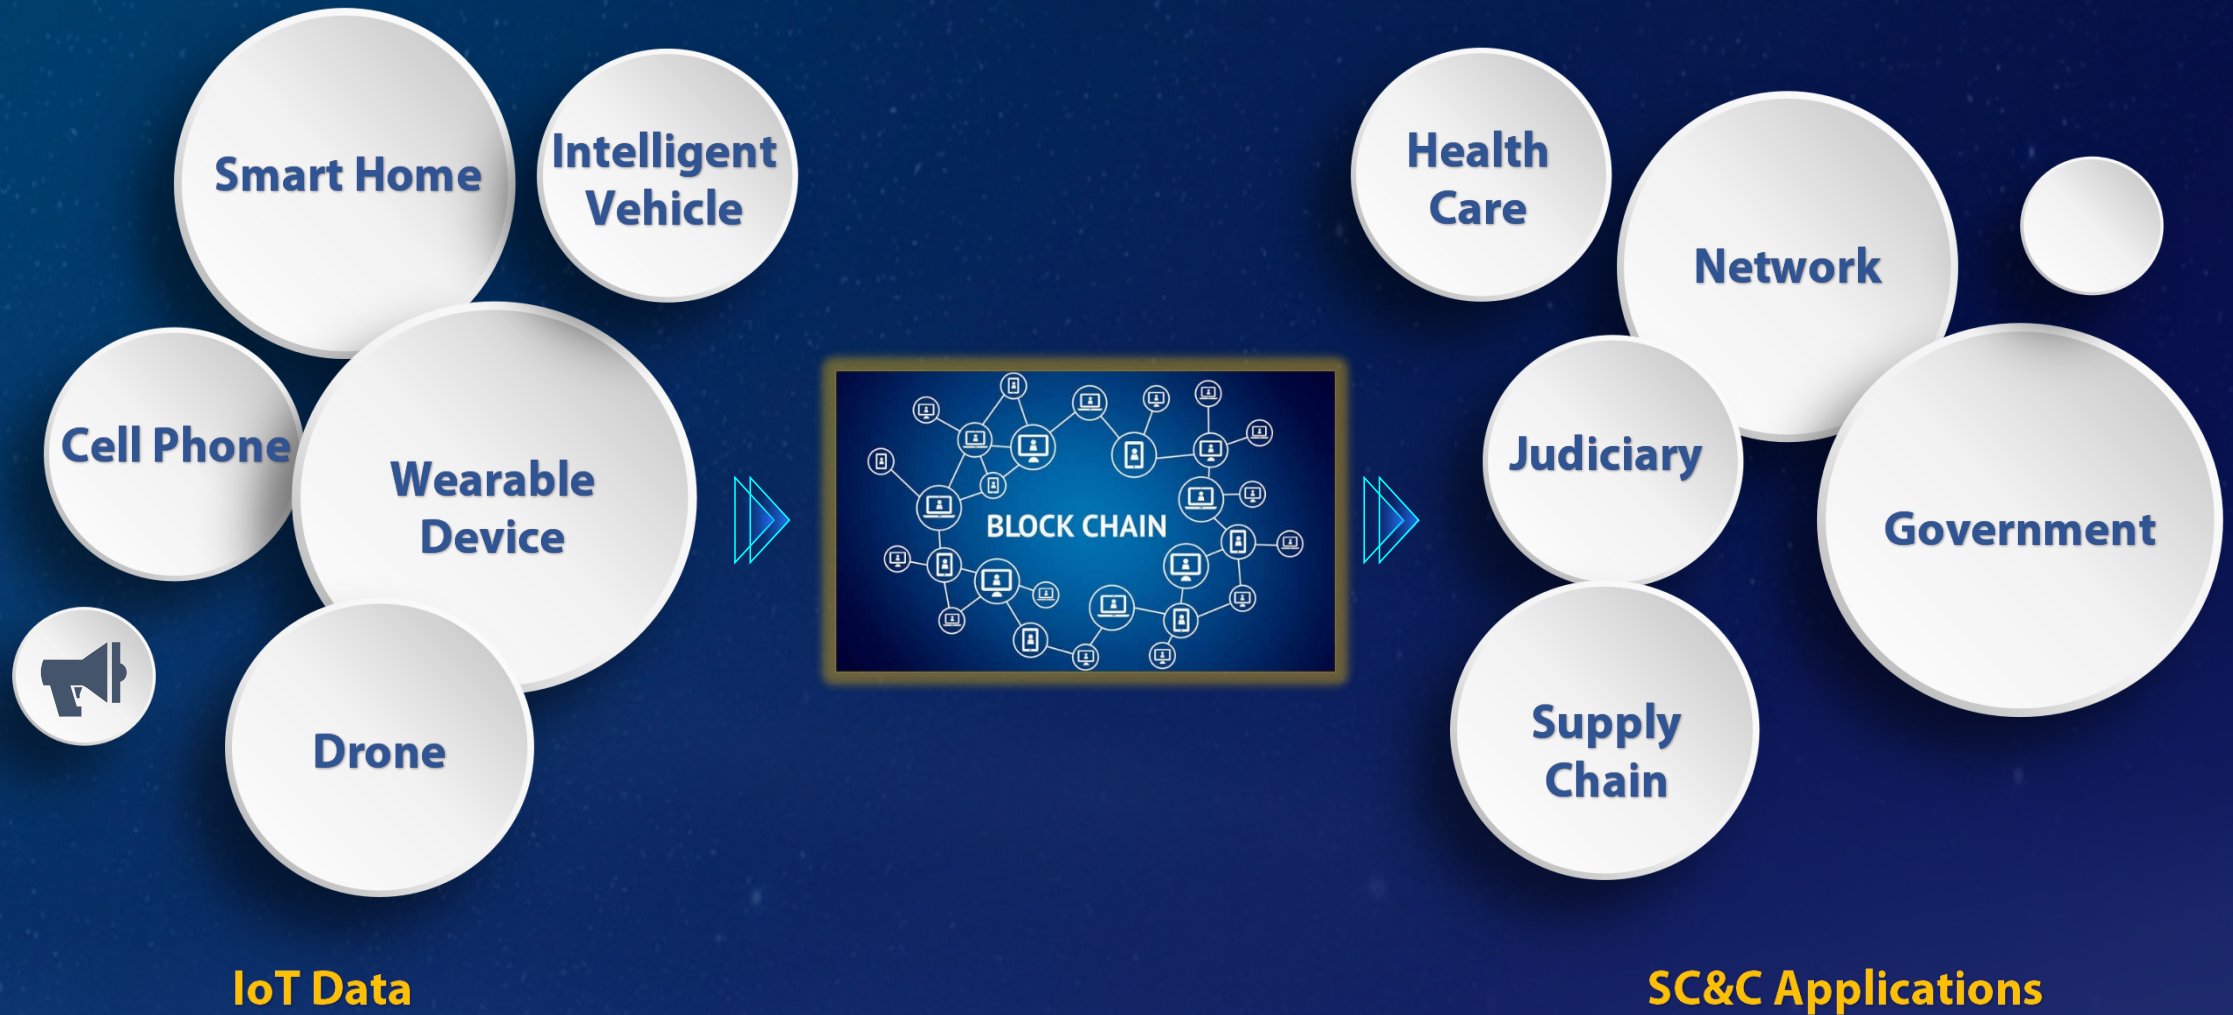 Smart Home
Intelligent
Vehicle
Cell Phone
Wearable
Device
Drone
IoT Data
BLOCK CHAIN
Health
Care
Network
Judiciary
Government
Supply
Chain
SC&C Applications